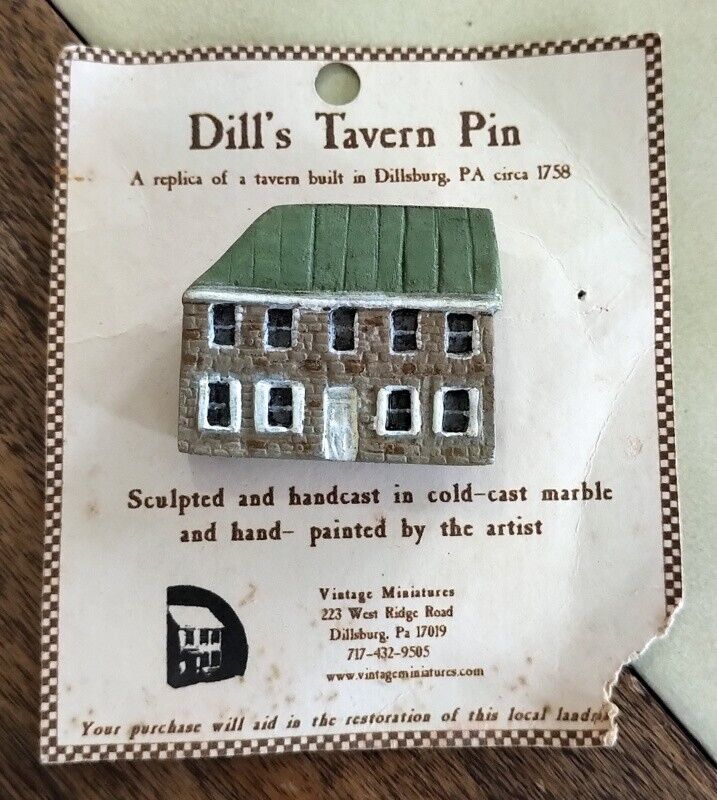 Dill's Tavern Pin
A replica of a tavern built in Dillsburg, PA circa 1758
Sculpted and handcast in cold-cast marble
and hand- painted by the artist
Vintage Miniatures
223 West Ridge Road
Dillsburg, Pa 17019
717-432-9505
www.vintageminiatures.com
Your purchase will aid in the restoration of this local